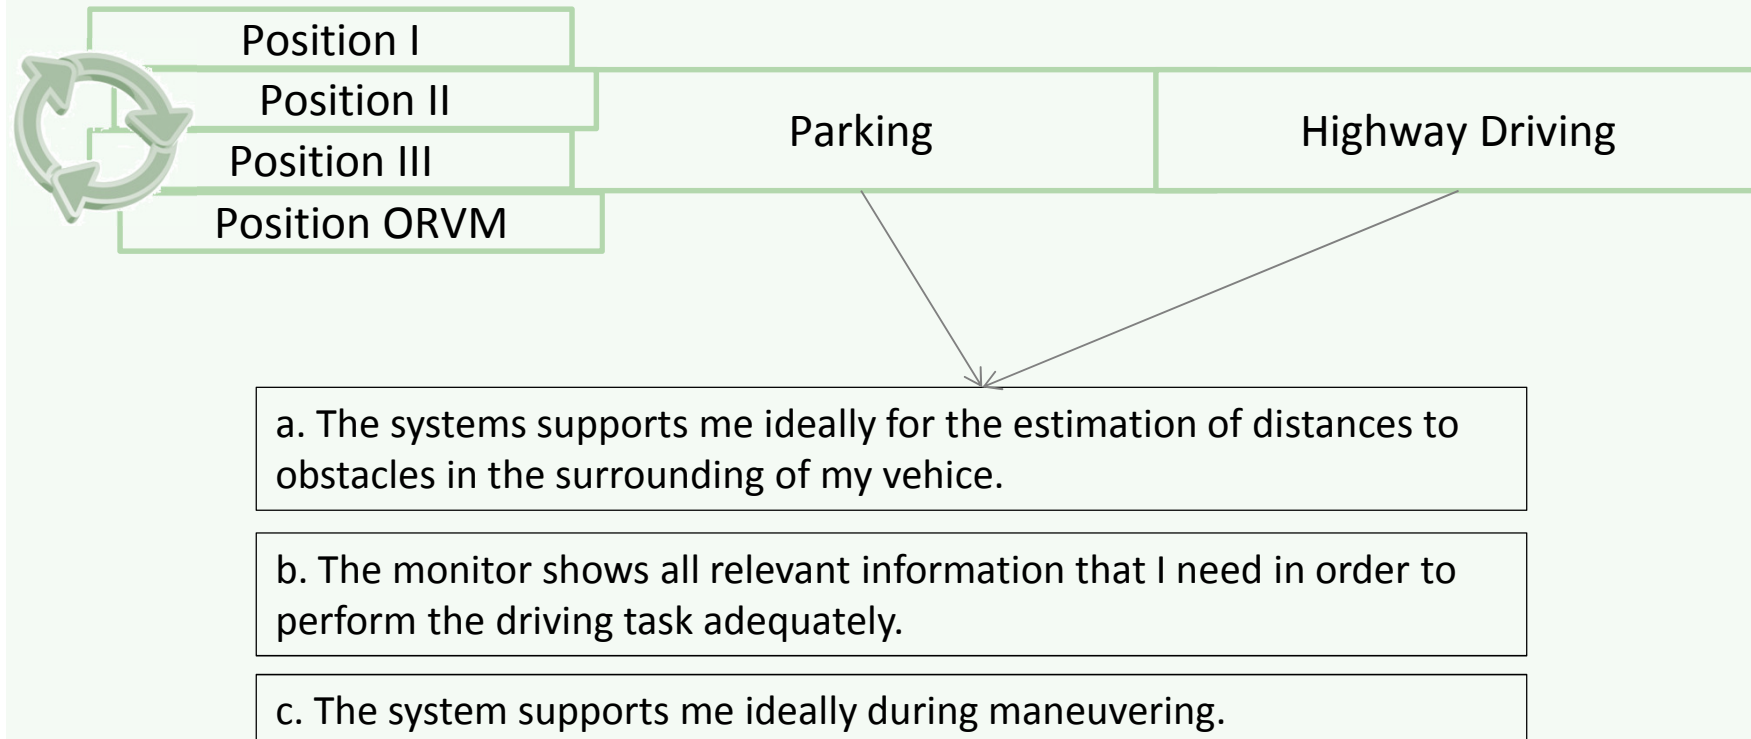 Position I
Position II
Position III
Position ORVM
Parking
Highway Driving
a. The systems supports me ideally for the estimation of distances to
obstacles in the surrounding of my vehice.
b. The monitor shows all relevant information that I need in order to
perform the driving task adequately.
c. The system supports me ideally during maneuvering.